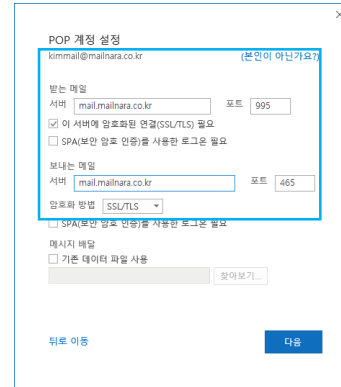 POP 계정 설정
kimmail@mailnara.co.kr (본인이 아닌가요?)
받는 메일
서버 mail.mailnara.co.kr 포트 995
이 서버에 암호화된 연결(SSL/TLS) 필요
SPA(보안 암호 인증)를 사용한 로그온 필요
보내는 메일
서버 mail.mailnara.co.kr 포트 465
암호화 방법 SSL/TLS
SPA(보안 암호 인증)를 사용한 로그온 필요
메시지 배달
기존 데이터 파일 사용
찾아보기...
뒤로 이동 다음